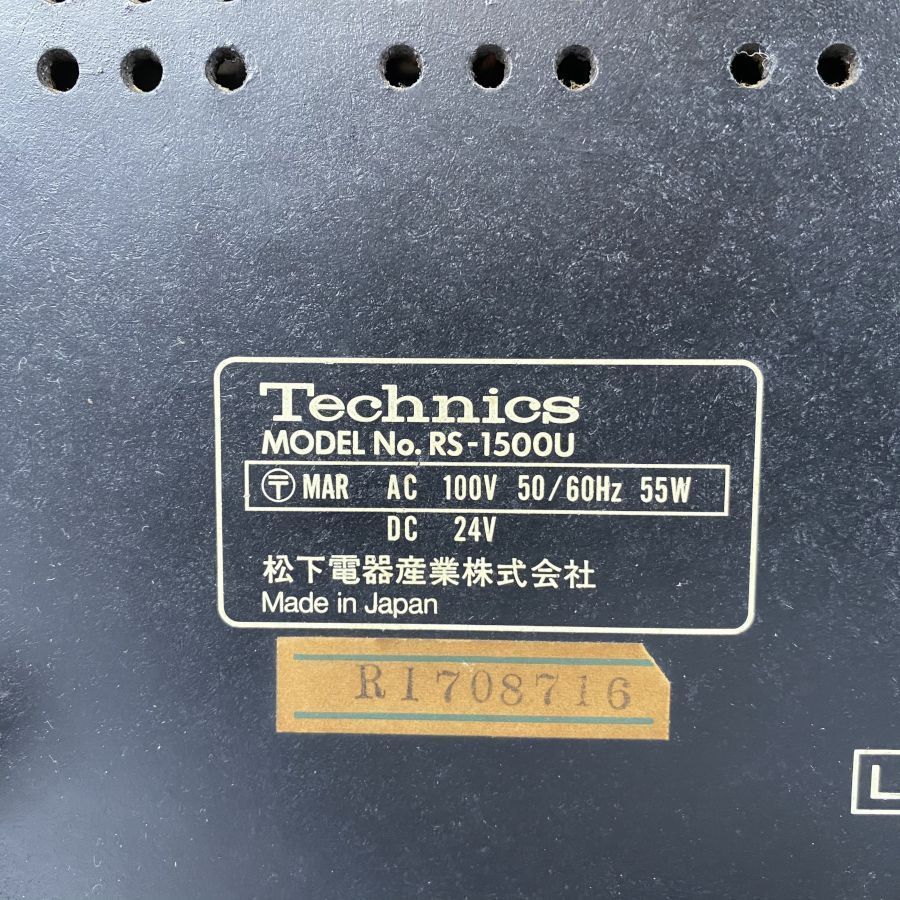 Technics
MODEL No. RS-1500U
〶 MAR AC 100V 50/60Hz 55W
DC 24V
松下電器産業株式会社
Made in Japan
RI708716
L